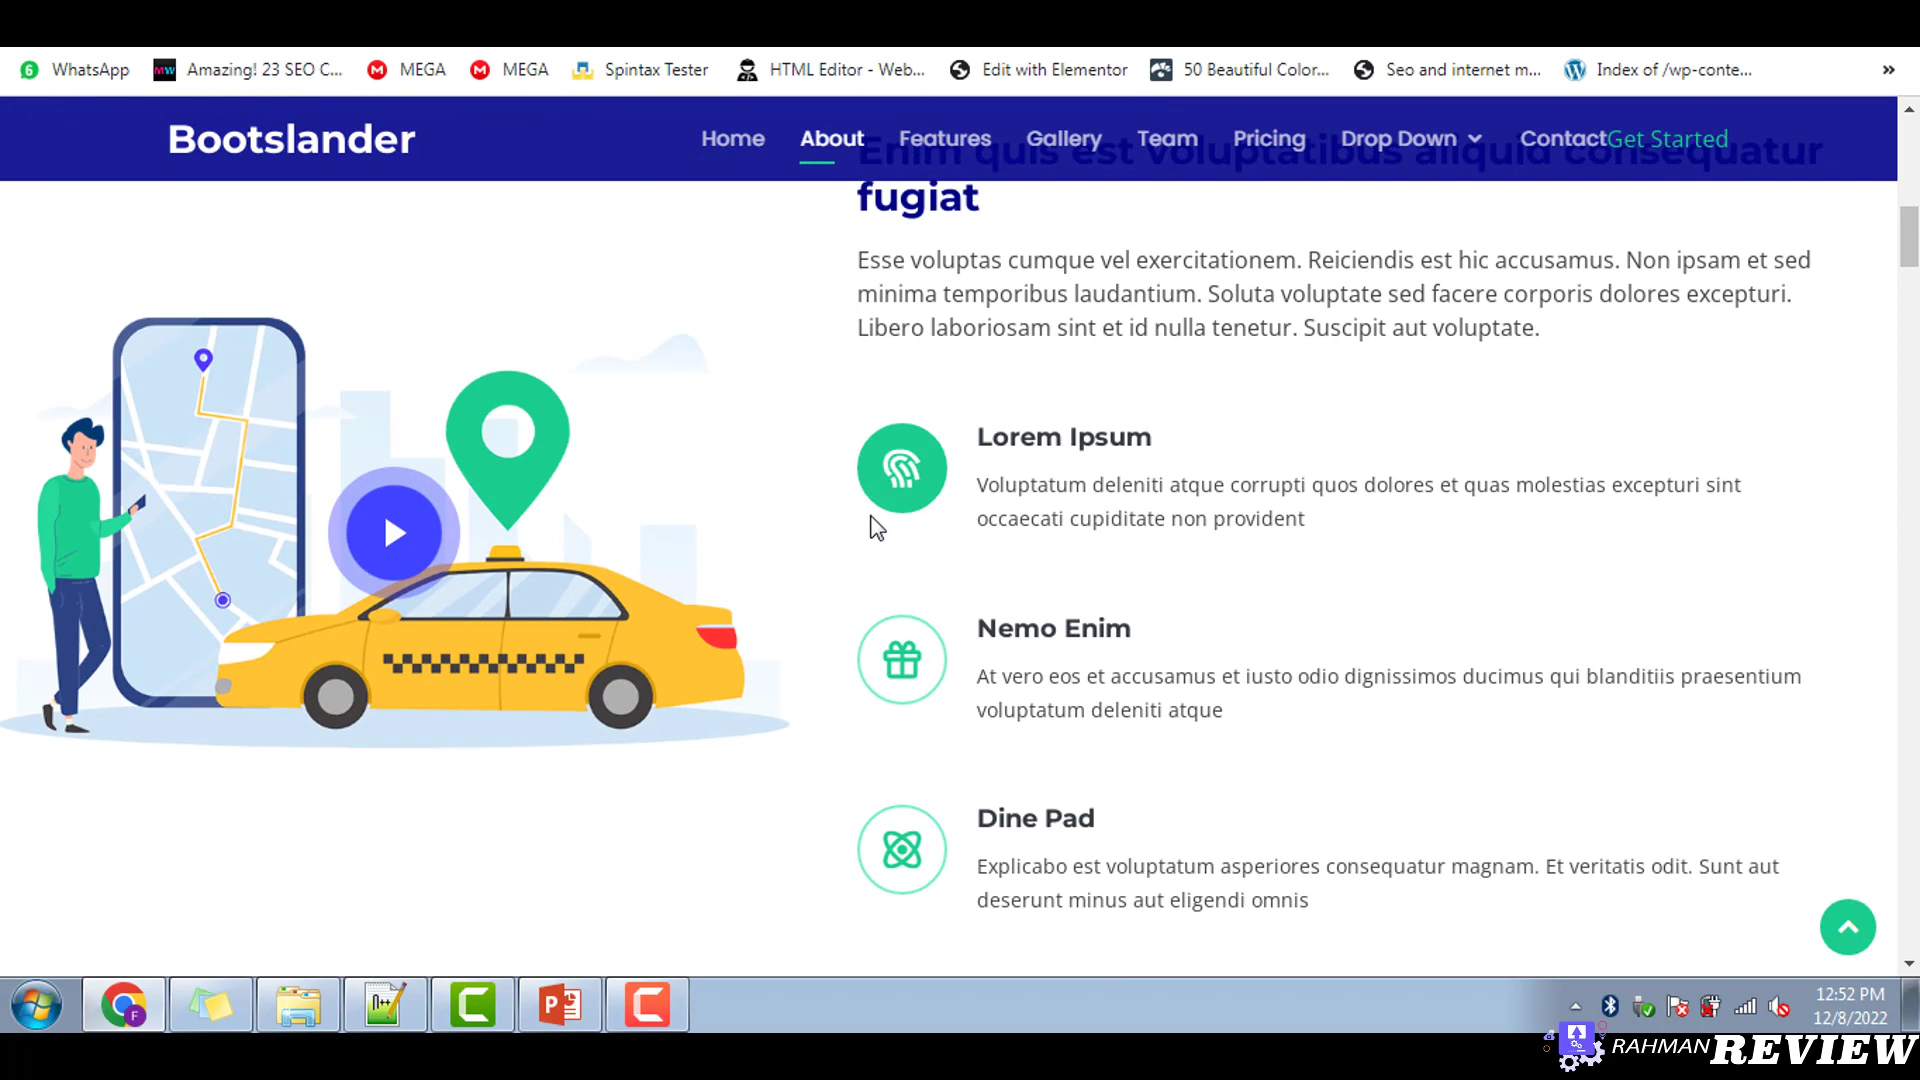 WhatsApp Amazing! 23 SEO C... MEGA MEGA Spintax Tester HTML Editor - Web... Edit with Elementor 50 Beautiful Color... Seo and internet m... Index of /wp-conte... »
Bootslander Home About Features Gallery Team Pricing Drop Down Contact Get Started
Enim quis est voluptatibus aliquid consequatur
fugiat
Esse voluptas cumque vel exercitationem. Reiciendis est hic accusamus. Non ipsam et sed
minima temporibus laudantium. Soluta voluptate sed facere corporis dolores excepturi.
Libero laboriosam sint et id nulla tenetur. Suscipit aut voluptate.
Lorem Ipsum
Voluptatum deleniti atque corrupti quos dolores et quas molestias excepturi sint
occaecati cupiditate non provident
Nemo Enim
At vero eos et accusamus et iusto odio dignissimos ducimus qui blanditiis praesentium
voluptatum deleniti atque
Dine Pad
Explicabo est voluptatum asperiores consequatur magnam. Et veritatis odit. Sunt aut
deserunt minus aut eligendi omnis
12:52 PM
12/8/2022
RAHMAN REVIEW